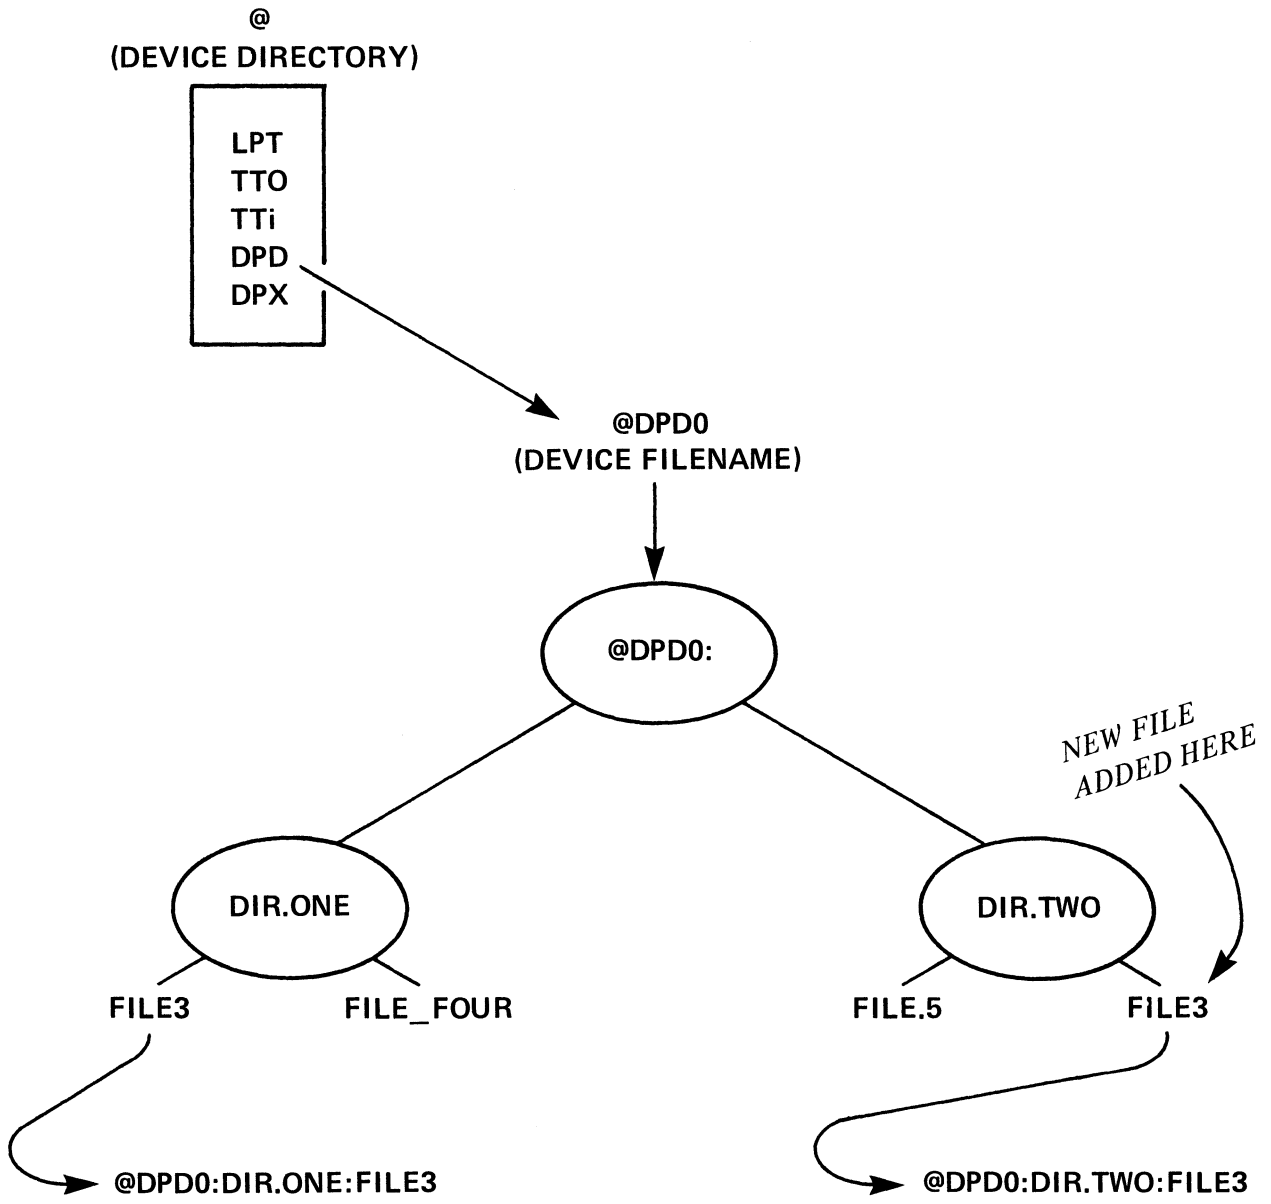 @
(DEVICE DIRECTORY)
LPT
TTO
TTi
DPD
DPX
@DPD0
(DEVICE FILENAME)
@DPD0:
NEW FILE
ADDED HERE
DIR.ONE
DIR.TWO
FILE3
FILE_FOUR
FILE.5
FILE3
@DPD0:DIR.ONE:FILE3
@DPD0:DIR.TWO:FILE3